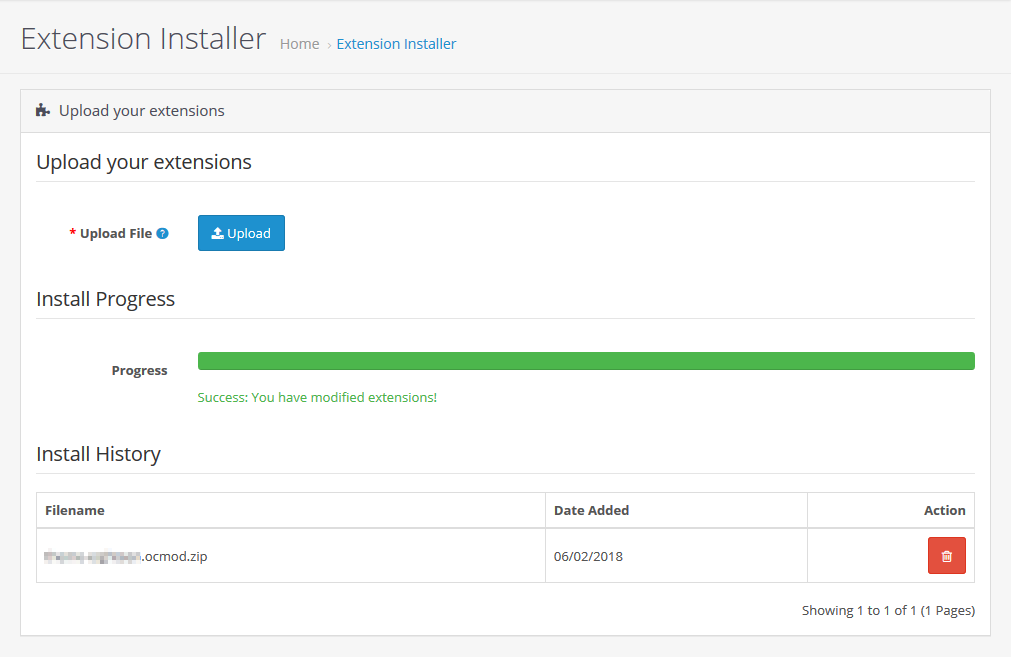 Extension Installer Home › Extension Installer
Upload your extensions
Upload your extensions
* Upload File ? Upload
Install Progress
Progress
Success: You have modified extensions!
Install History
Filename Date Added Action
.ocmod.zip 06/02/2018
Showing 1 to 1 of 1 (1 Pages)